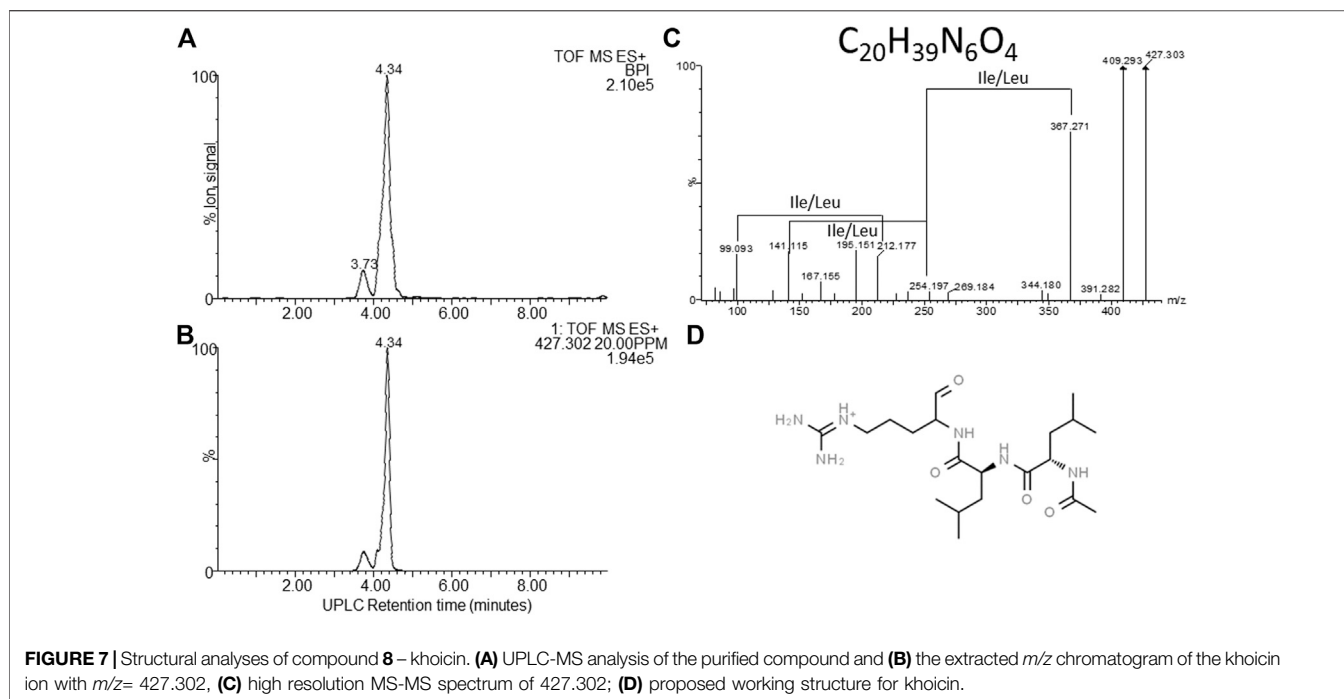 A
TOF MS ES+
BPI
2.10e5
100
4.34
3.73
% Ion signal
0
2.00 4.00 6.00 8.00
B
1: TOF MS ES+
427.302 20.00PPM
1.94e5
100
4.34
%
0
2.00 4.00 6.00 8.00
UPLC Retention time (minutes)
C
C20H39N6O4
100
409.293 427.303
Ile/Leu
367.271
%
Ile/Leu
Ile/Leu
99.093 141.115 195.151 212.177
167.155
254.197 269.184 344.180 391.282
0
100 150 200 250 300 350 400 m/z
D
O
H
H2N N+
NH2
NH
O
H
N
O
NH
O
FIGURE 7 | Structural analyses of compound 8 – khoicin. (A) UPLC-MS analysis of the purified compound and (B) the extracted m/z chromatogram of the khoicin
ion with m/z= 427.302, (C) high resolution MS-MS spectrum of 427.302; (D) proposed working structure for khoicin.